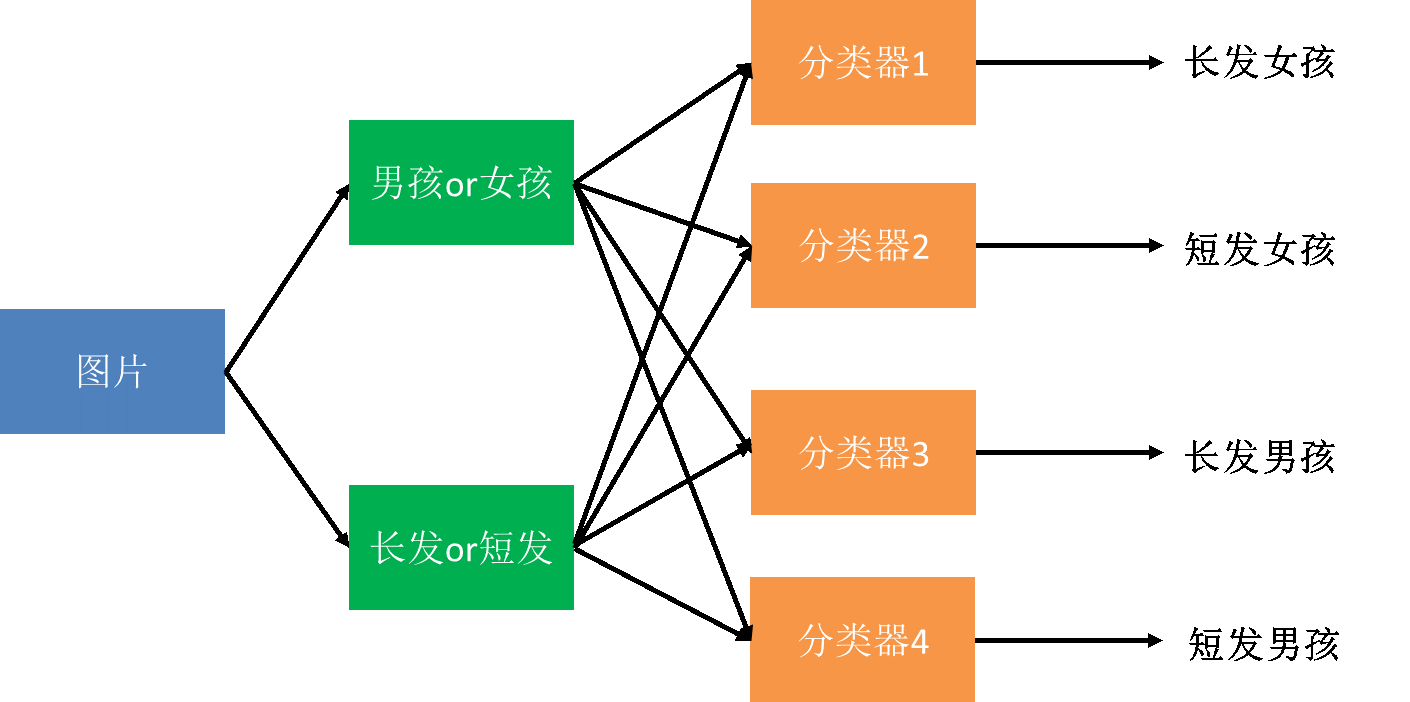 图片
男孩or女孩
长发or短发
分类器1
分类器2
分类器3
分类器4
长发女孩
短发女孩
长发男孩
短发男孩